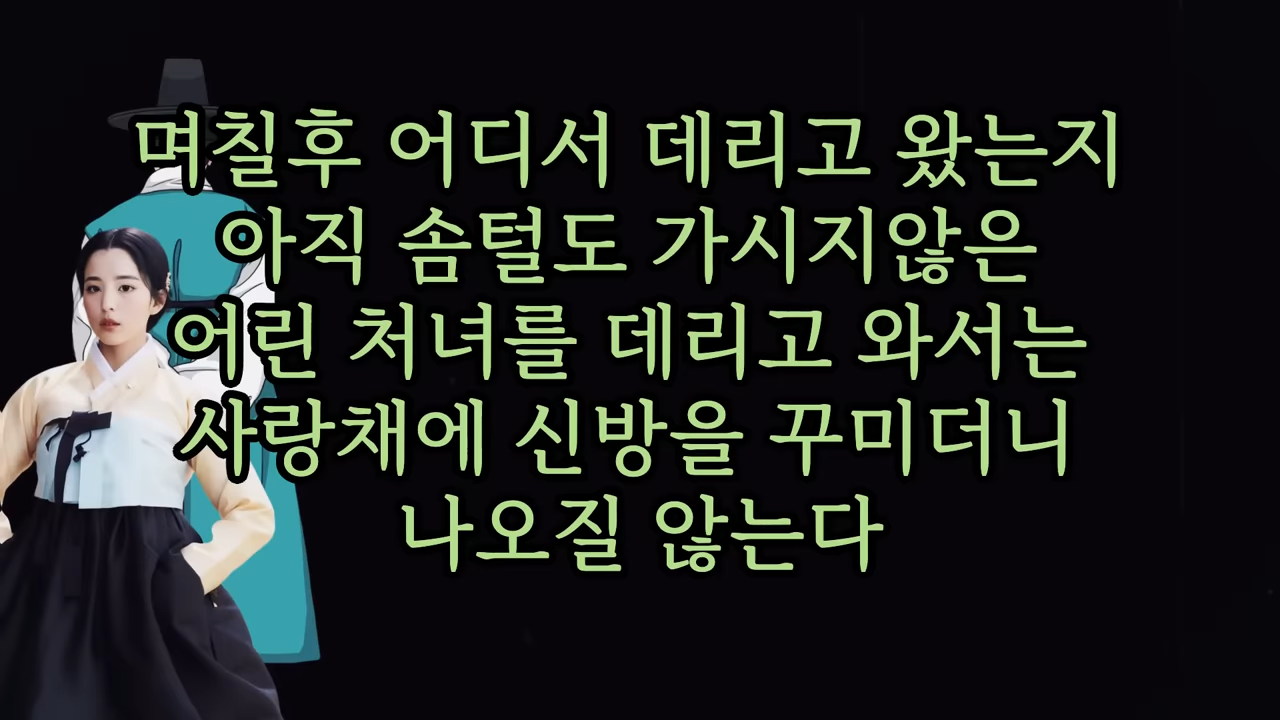 며칠후 어디서 데리고 왔는지
아직 솜털도 가시지않은
어린 처녀를 데리고 와서는
사랑채에 신방을 꾸미더니
나오질 않는다